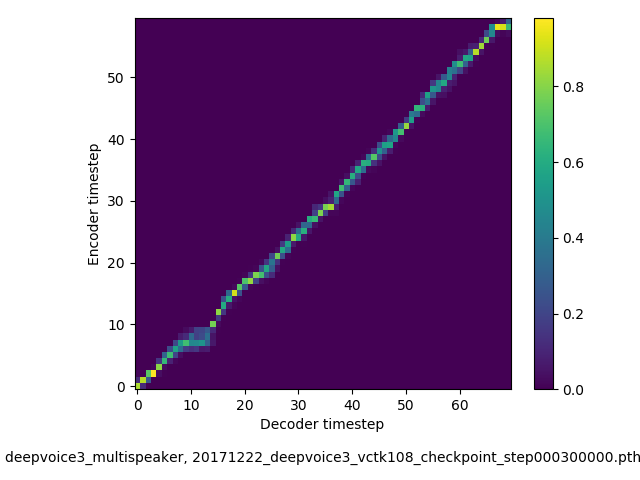 50
40
30
20
10
0
Encoder timestep
0 10 20 30 40 50 60
Decoder timestep
0.8
0.6
0.4
0.2
0.0
deepvoice3_multispeaker, 20171222_deepvoice3_vctk108_checkpoint_step000300000.pth